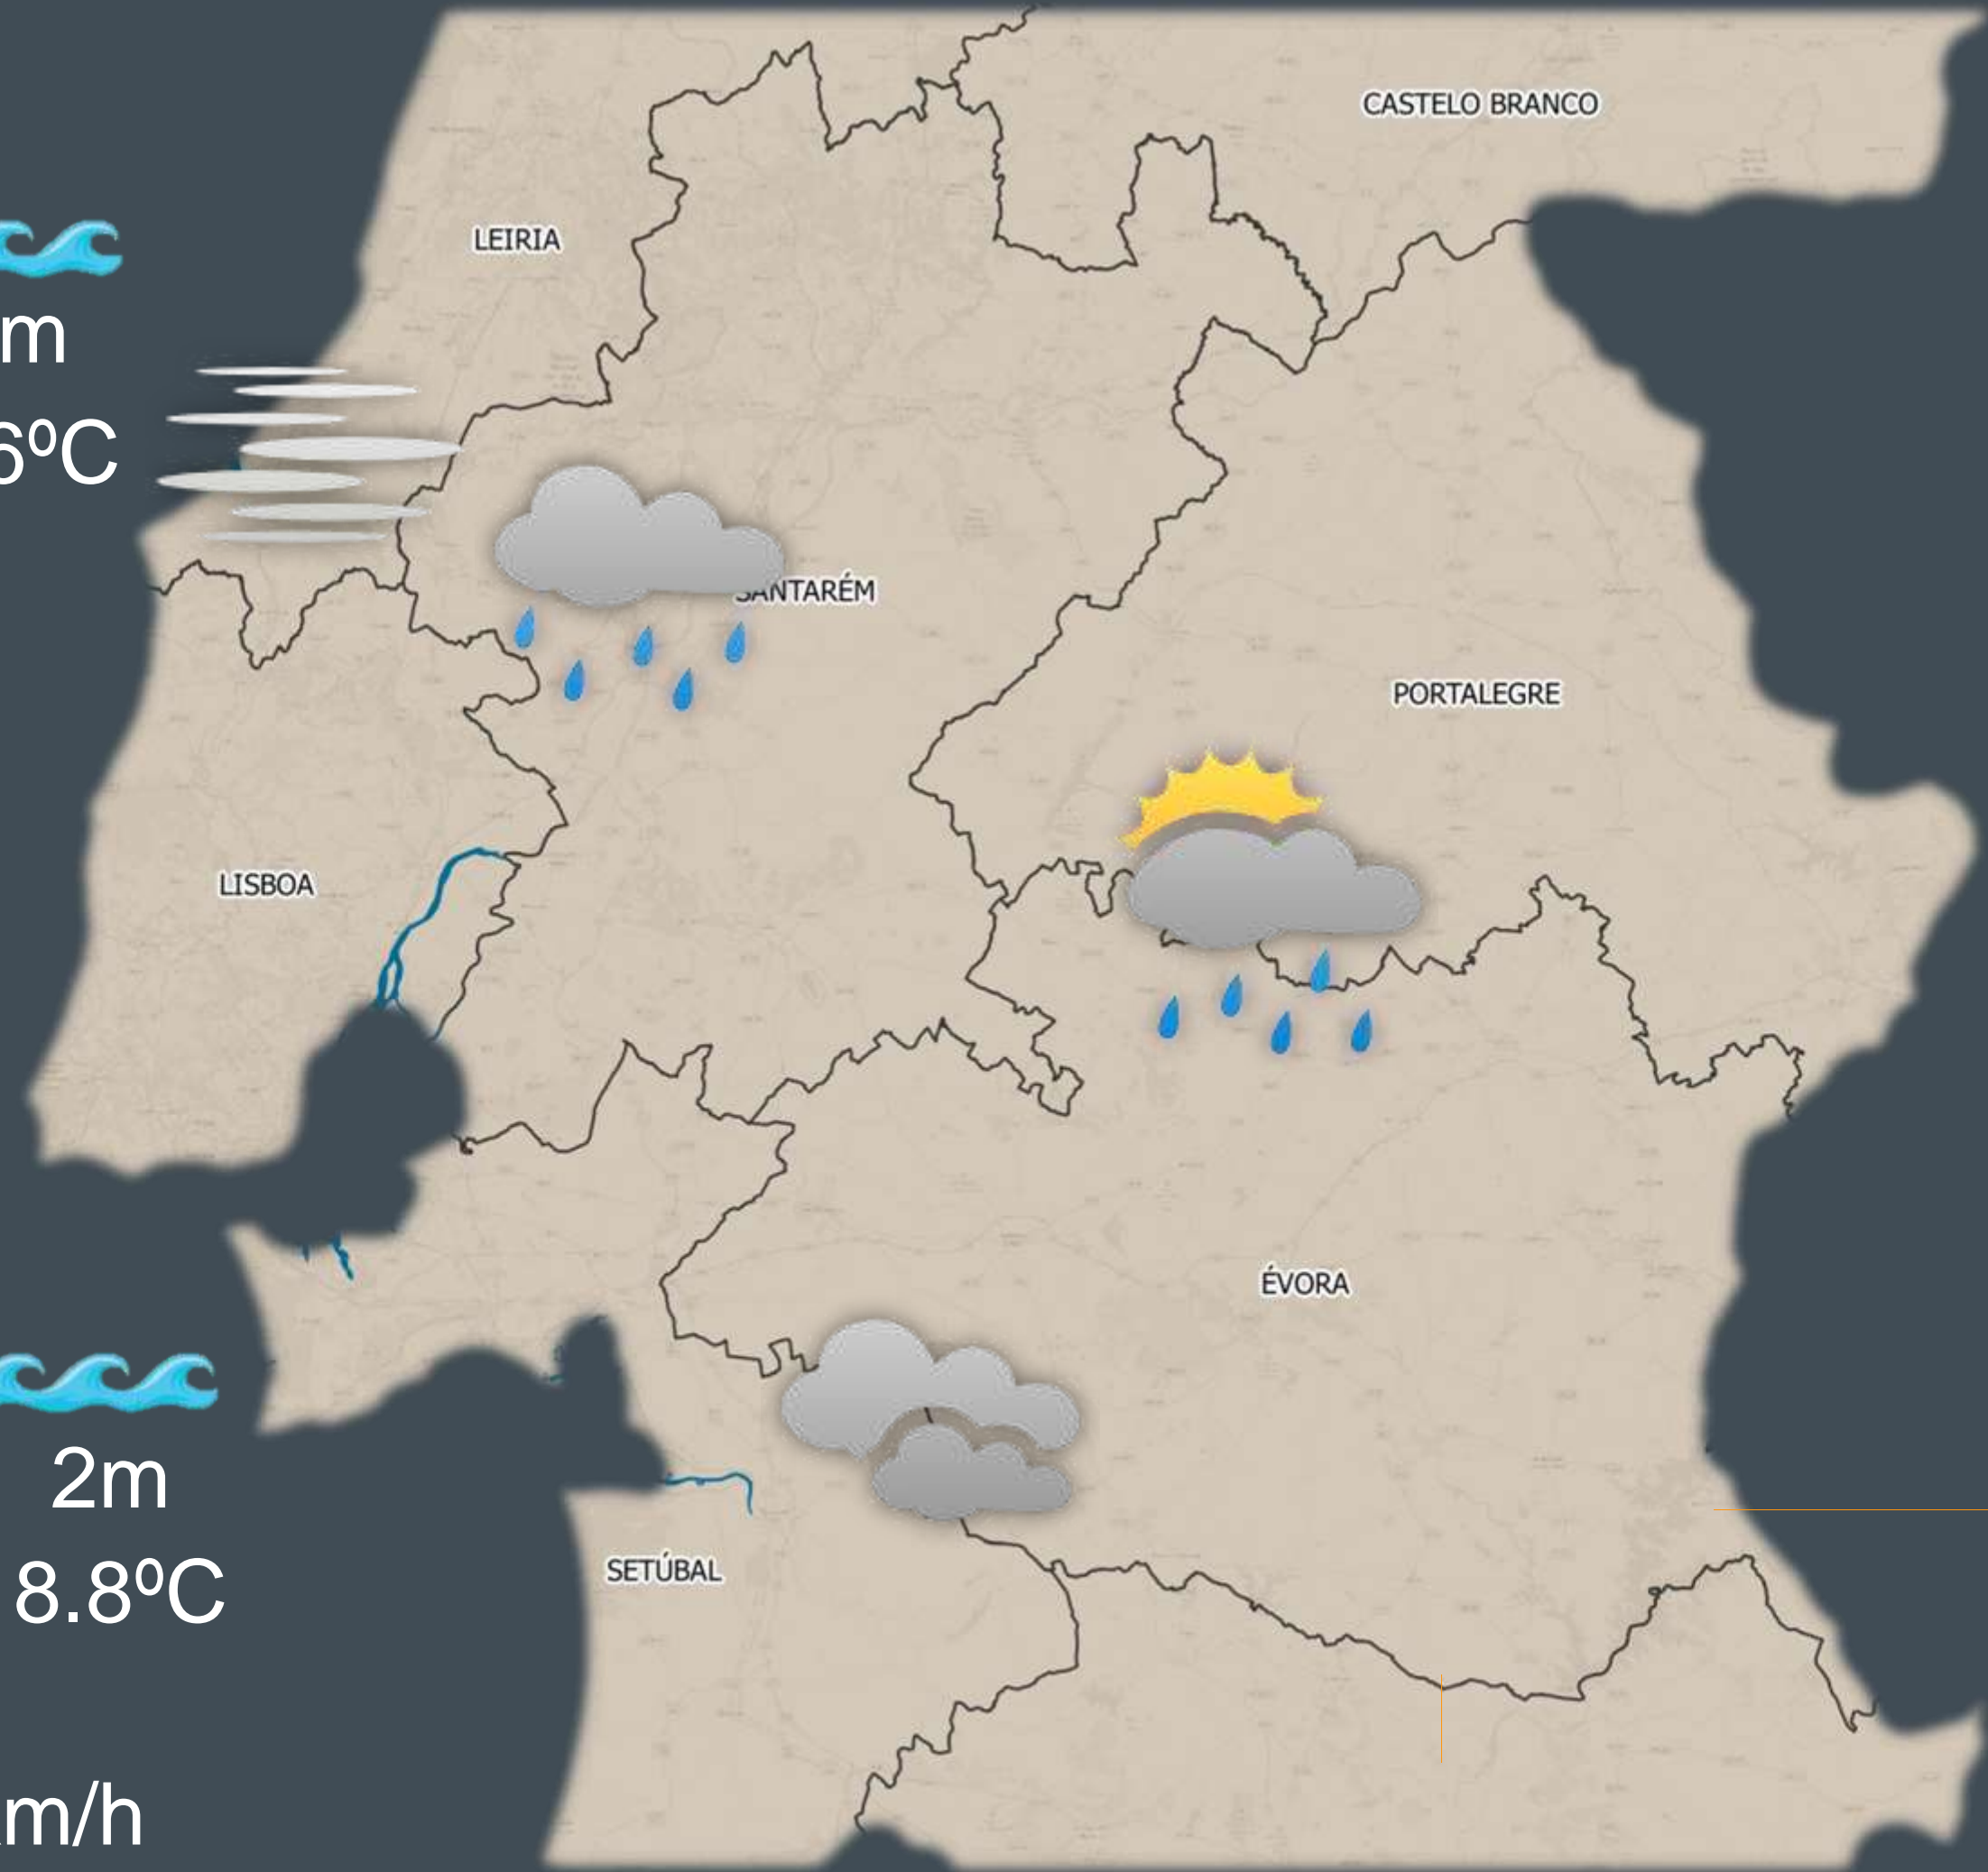 CASTELO BRANCO
LEIRIA
m
6ºC
SANTARÉM
PORTALEGRE
LISBOA
ÉVORA
2m
SETÚBAL
8.8ºC
m/h